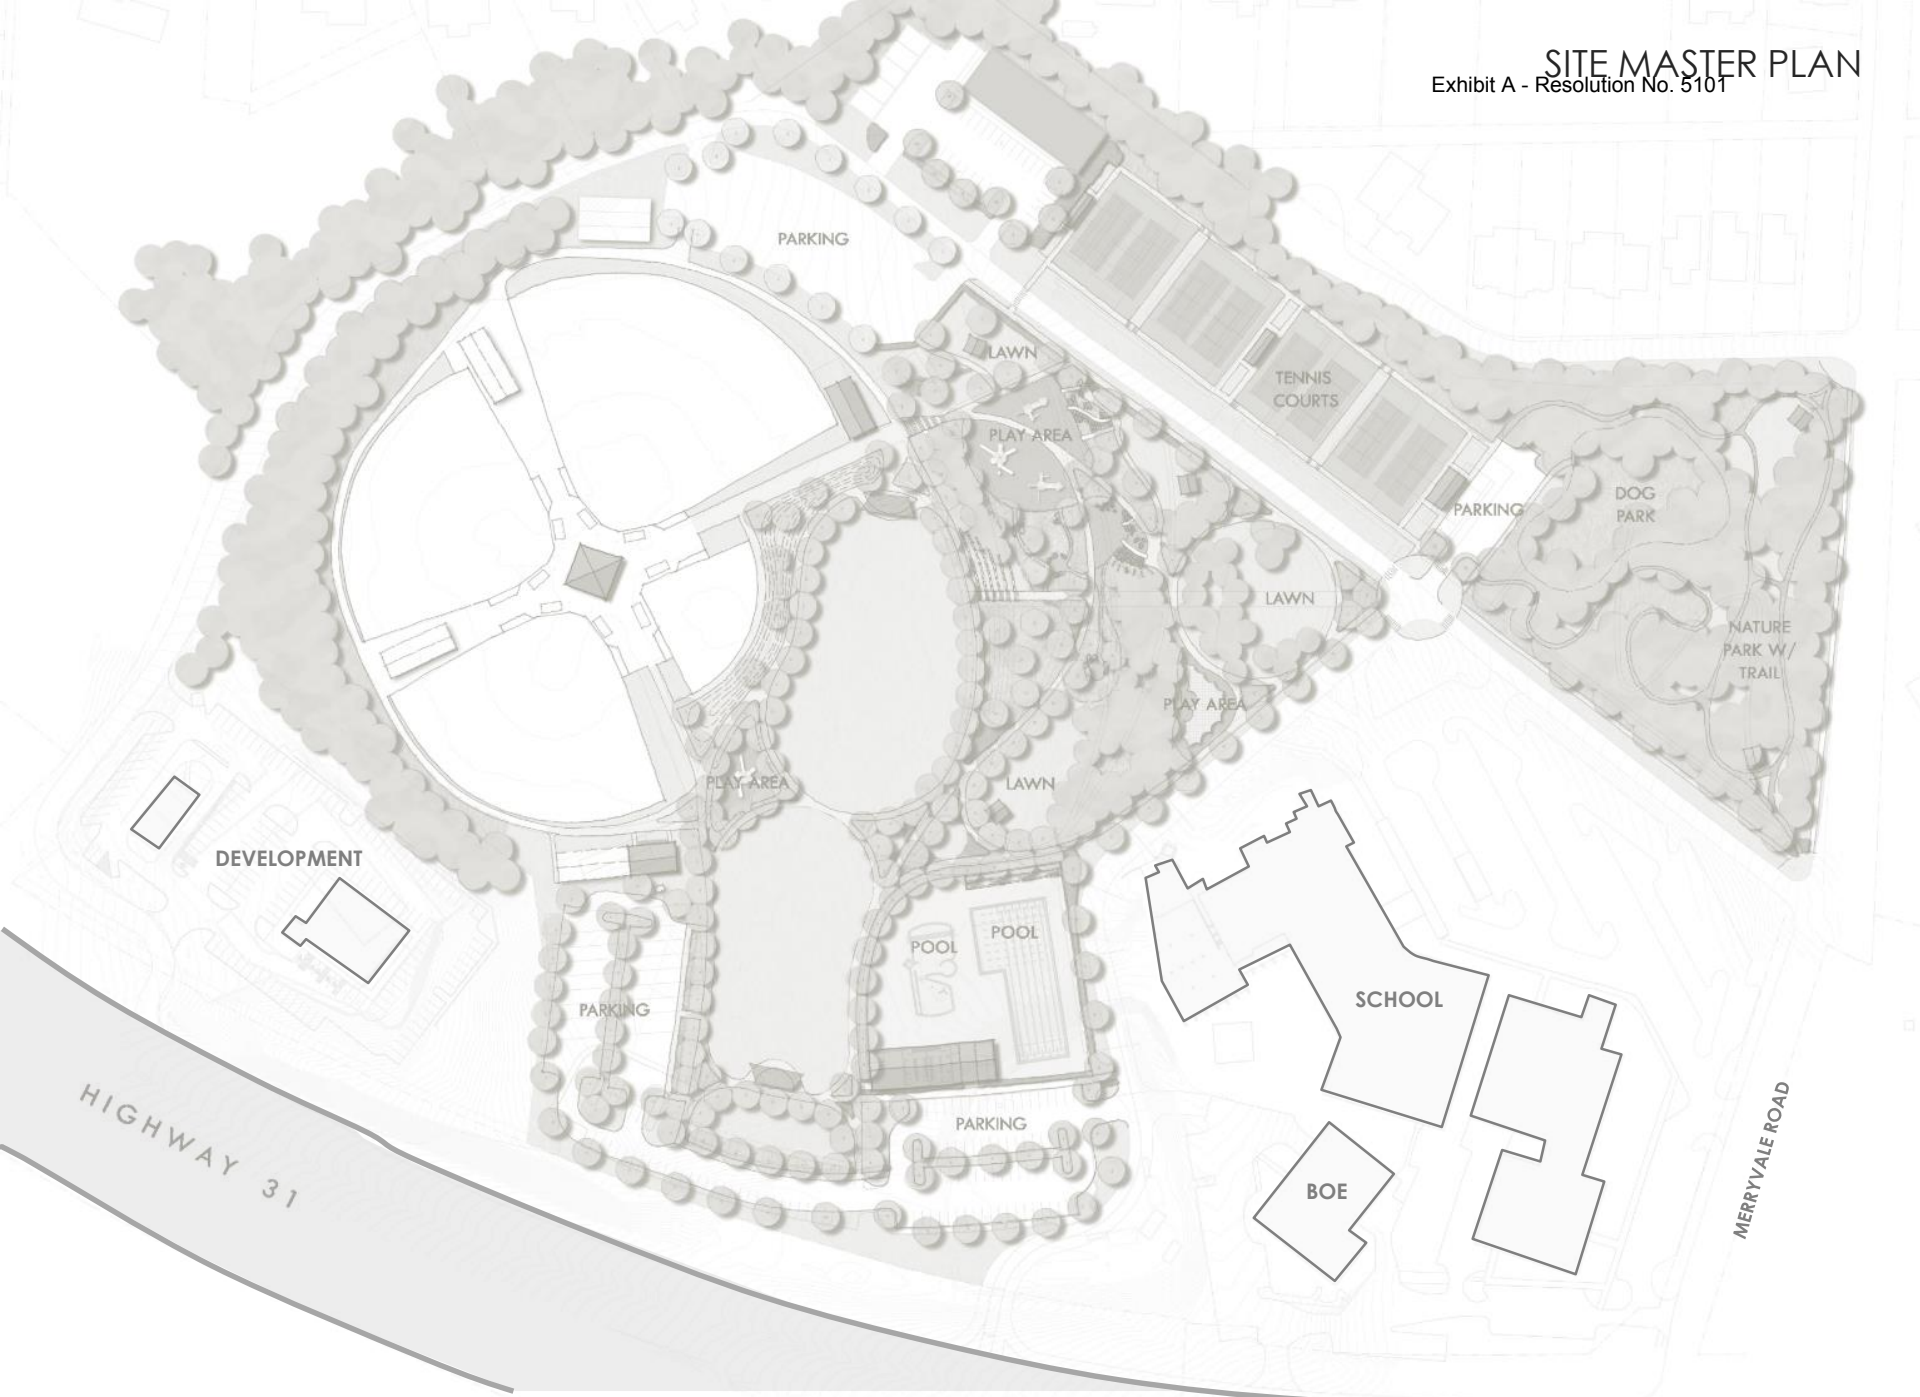 SITE MASTER PLAN
Exhibit A - Resolution No. 5101
PARKING
LAWN
TENNIS
COURTS
PLAY AREA
DOG
PARK
PARKING
LAWN
NATURE
PARK W/
TRAIL
PLAY AREA
PLAY AREA
LAWN
DEVELOPMENT
POOL
POOL
SCHOOL
PARKING
PARKING
HIGHWAY 31
BOE
MERRYVALE ROAD